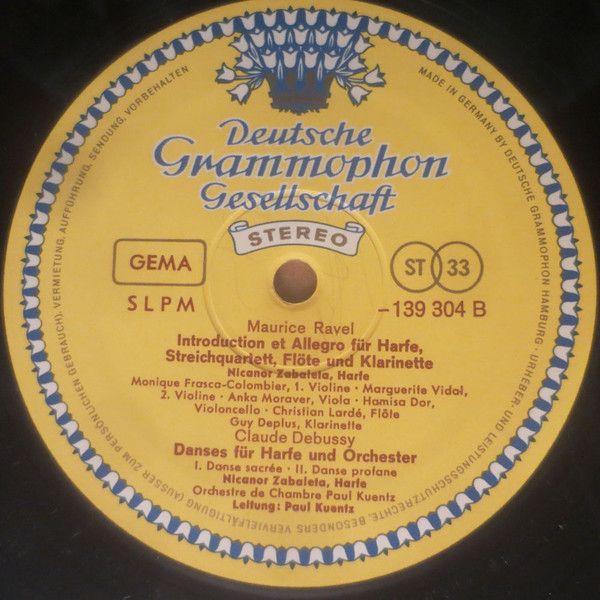 Deutsche
Grammophon
Gesellschaft
STEREO
GEMA
SLPM
ST 33
-139 304 B
Maurice Ravel
Introduction et Allegro für Harfe,
Streichquartett, Flöte und Klarinette
Nicanor Zabaleta, Harfe
Monique Frasca-Colombier, 1. Violine · Marguerite Vidal,
2. Violine · Anka Moraver, Viola · Hamisa Dor,
Violoncello · Christian Lardé, Flöte
Guy Deplus, Klarinette
Claude Debussy
Danses für Harfe und Orchester
I. Danse sacrée · II. Danse profane
Nicanor Zabaleta, Harfe
Orchestre de Chambre Paul Kuentz
Leitung: Paul Kuentz
MADE IN GERMANY BY DEUTSCHE GRAMMOPHON HAMBURG · URHEBER- UND LEISTUNGSSCHUTZRECHTE, BESONDERS VERVIELFÄLTIGUNG (AUSSER ZUM PERSÖNLICHEN GEBRAUCH), VERMIETUNG, AUFFÜHRUNG, SENDUNG, VORBEHALTEN